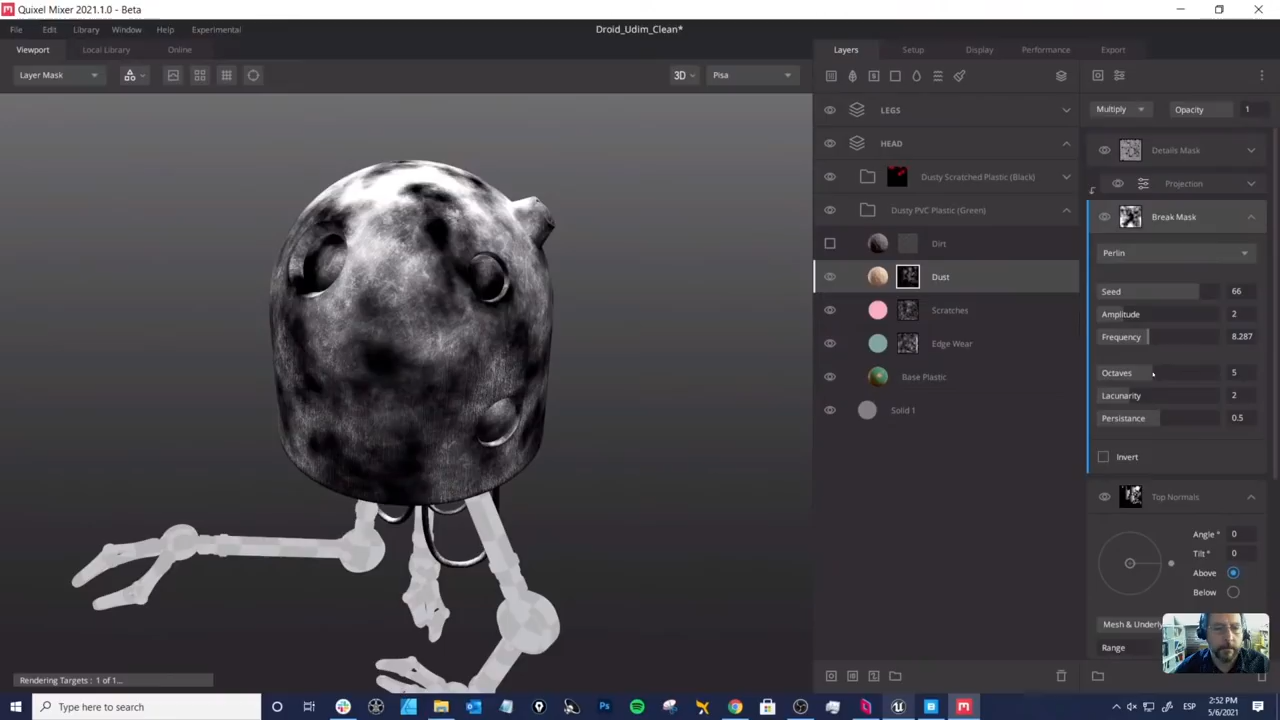 Quixel Mixer 2021.1.0 - Beta
File Edit Library Window Help Experimental
Droid_Udim_Clean*
Viewport Local Library Online
Layers Setup Display Performance Export
Layer Mask
3D Pisa
Multiply Opacity 1
LEGS
HEAD
Dusty Scratched Plastic (Black)
Dusty PVC Plastic (Green)
Dirt
Dust
Scratches
Edge Wear
Base Plastic
Solid 1
Details Mask
Projection
Break Mask
Perlin
Seed 66
Amplitude 2
Frequency 8.287
Octaves 5
Lacunarity 2
Persistance 0.5
Invert
Top Normals
Angle ° 0
Tilt ° 0
Above
Below
Mesh & Underly
Range
Rendering Targets : 1 of 1...
Type here to search
ESP
2:52 PM
5/6/2021